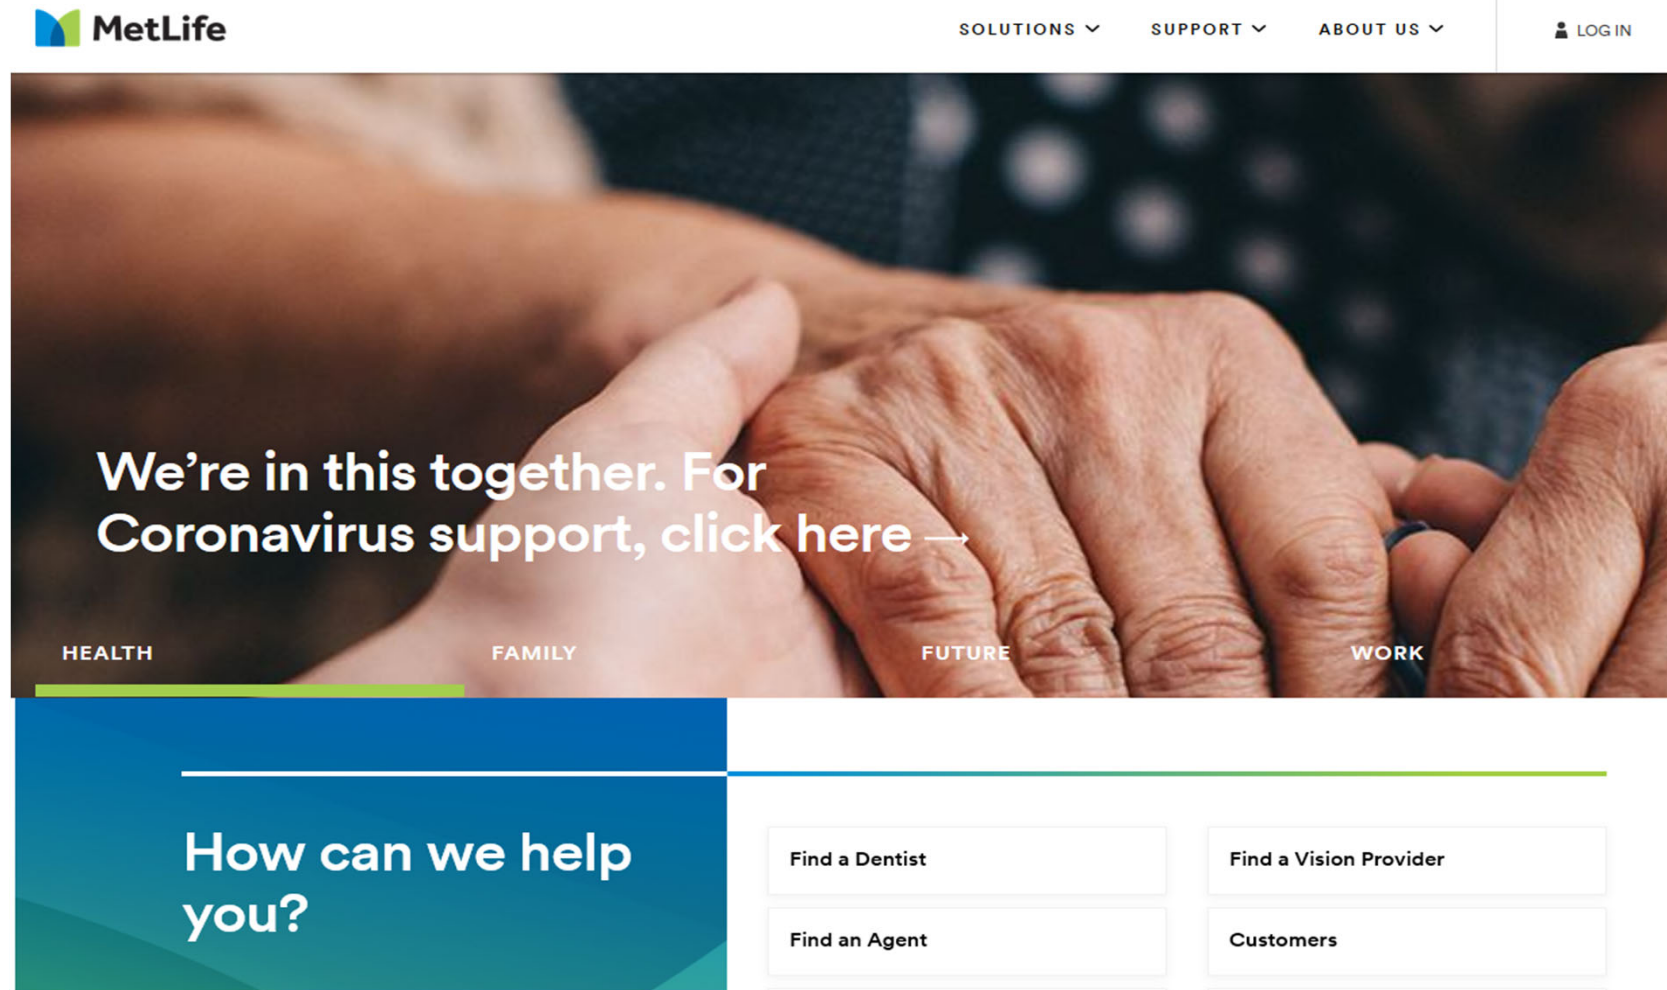 MetLife
SOLUTIONS
SUPPORT
ABOUT US
LOG IN
We're in this together. For
Coronavirus support, click here →
HEALTH
FAMILY
FUTURE
WORK
How can we help
you?
Find a Dentist
Find a Vision Provider
Find an Agent
Customers